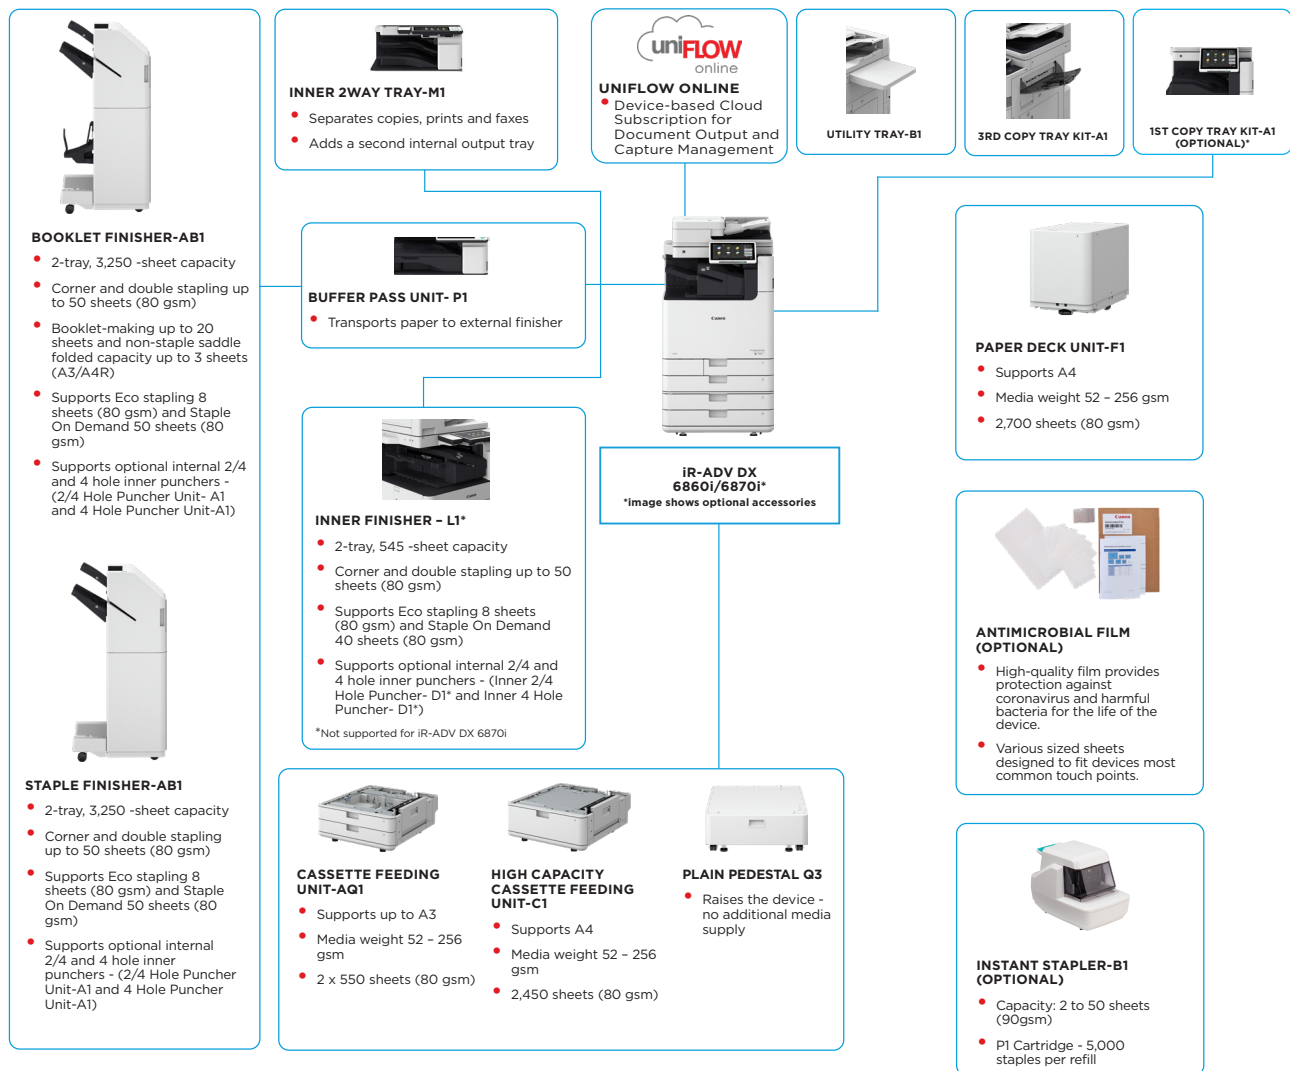 BOOKLET FINISHER-AB1
2-tray, 3,250 -sheet capacity
Corner and double stapling up
to 50 sheets (80 gsm)
Booklet-making up to 20
sheets and non-staple saddle
folded capacity up to 3 sheets
(A3/A4R)
Supports Eco stapling 8
sheets (80 gsm) and Staple
On Demand 50 sheets (80
gsm)
Supports optional internal 2/4
and 4 hole inner punchers -
(2/4 Hole Puncher Unit- A1
and 4 Hole Puncher Unit-A1)
STAPLE FINISHER-AB1
2-tray, 3,250 -sheet capacity
Corner and double stapling
up to 50 sheets (80 gsm)
Supports Eco stapling 8
sheets (80 gsm) and Staple
On Demand 50 sheets (80
gsm)
Supports optional internal
2/4 and 4 hole inner
punchers - (2/4 Hole Puncher
Unit-A1 and 4 Hole Puncher
Unit-A1)
INNER 2WAY TRAY-M1
Separates copies, prints and faxes
Adds a second internal output tray
uniFLOW
online
UNIFLOW ONLINE
Device-based Cloud
Subscription for
Document Output and
Capture Management
UTILITY TRAY-B1
3RD COPY TRAY KIT-A1
1ST COPY TRAY KIT-A1
(OPTIONAL)*
BUFFER PASS UNIT- P1
Transports paper to external finisher
Canon
INNER FINISHER – L1*
2-tray, 545 -sheet capacity
Corner and double stapling up to 50
sheets (80 gsm)
Supports Eco stapling 8 sheets
(80 gsm) and Staple On Demand
40 sheets (80 gsm)
Supports optional internal 2/4 and
4 hole inner punchers - (Inner 2/4
Hole Puncher- D1* and Inner 4 Hole
Puncher- D1*)
*Not supported for iR-ADV DX 6870i
iR-ADV DX
6860i/6870i*
*image shows optional accessories
PAPER DECK UNIT-F1
Supports A4
Media weight 52 – 256 gsm
2,700 sheets (80 gsm)
Canon
ANTIMICROBIAL FILM
(OPTIONAL)
High-quality film provides
protection against
coronavirus and harmful
bacteria for the life of the
device.
Various sized sheets
designed to fit devices most
common touch points.
CASSETTE FEEDING
UNIT-AQ1
Supports up to A3
Media weight 52 – 256
gsm
2 x 550 sheets (80 gsm)
HIGH CAPACITY
CASSETTE FEEDING
UNIT-C1
Supports A4
Media weight 52 – 256
gsm
2,450 sheets (80 gsm)
PLAIN PEDESTAL Q3
Raises the device -
no additional media
supply
INSTANT STAPLER-B1
(OPTIONAL)
Capacity: 2 to 50 sheets
(90gsm)
P1 Cartridge - 5,000
staples per refill